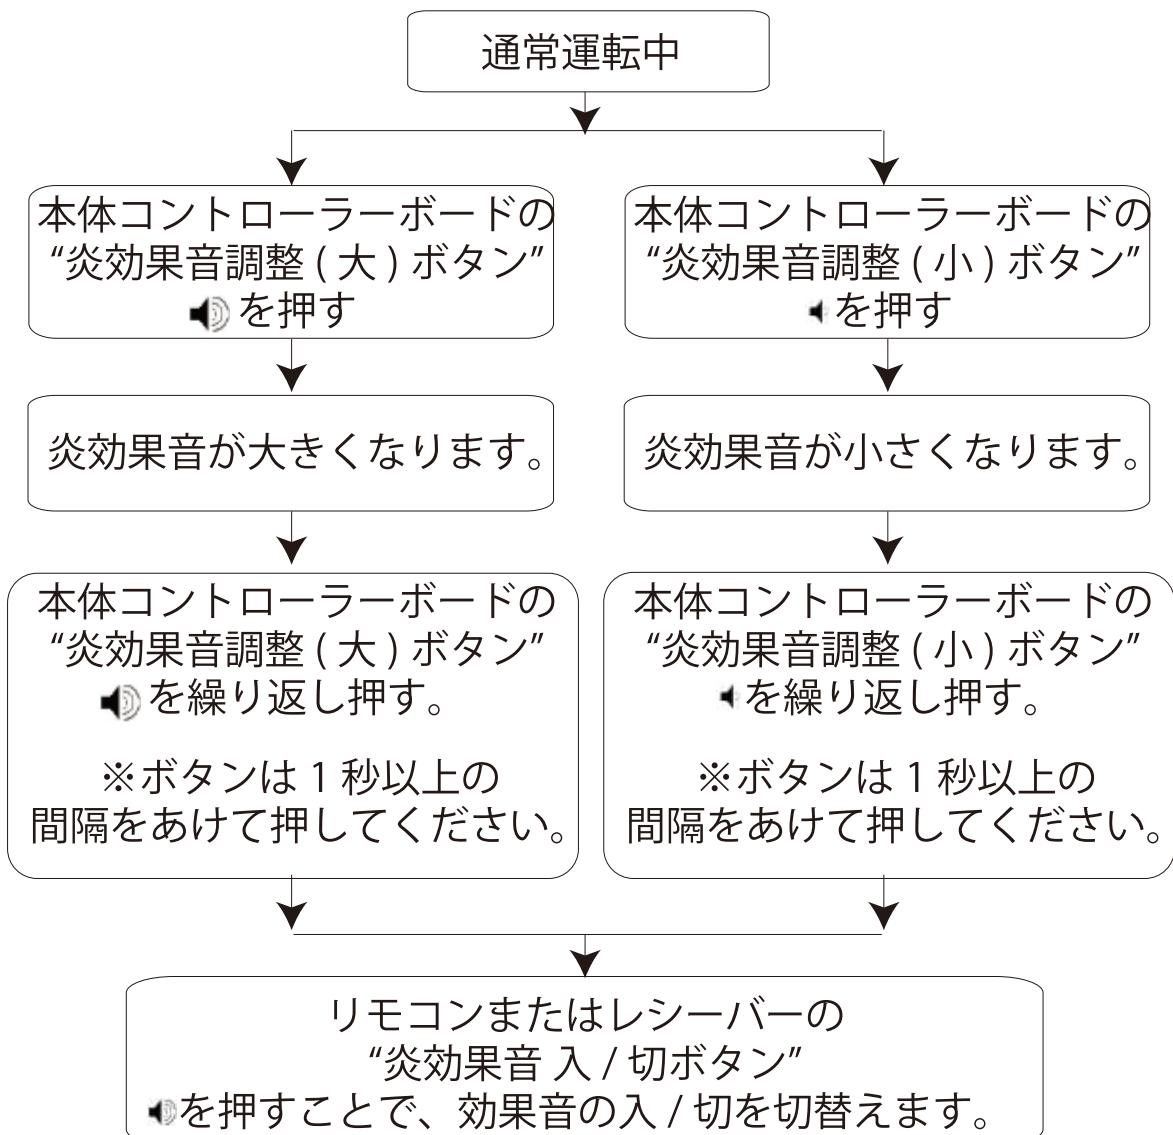 通常運転中
本体コントローラーボードの
“炎効果音調整 ( 大 ) ボタン”
を押す
本体コントローラーボードの
“炎効果音調整 ( 小 ) ボタン”
を押す
炎効果音が大きくなります。
炎効果音が小さくなります。
本体コントローラーボードの
“炎効果音調整 ( 大 ) ボタン”
を繰り返し押す。
※ボタンは 1 秒以上の
間隔をあけて押してください。
本体コントローラーボードの
“炎効果音調整 ( 小 ) ボタン”
を繰り返し押す。
※ボタンは 1 秒以上の
間隔をあけて押してください。
リモコンまたはレシーバーの
“炎効果音 入 / 切ボタン”
を押すことで、効果音の入 / 切を切替えます。